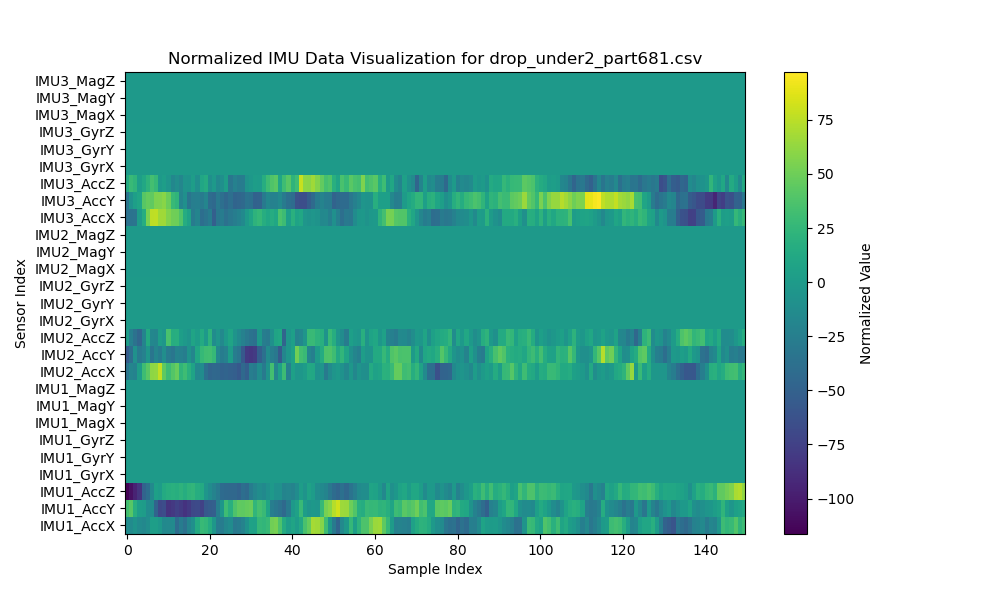 Normalized IMU Data Visualization for drop_under2_part681.csv
IMU3_MagZ
IMU3_MagY
IMU3_MagX
IMU3_GyrZ
IMU3_GyrY
IMU3_GyrX
IMU3_AccZ
IMU3_AccY
IMU3_AccX
IMU2_MagZ
IMU2_MagY
IMU2_MagX
IMU2_GyrZ
IMU2_GyrY
IMU2_GyrX
IMU2_AccZ
IMU2_AccY
IMU2_AccX
IMU1_MagZ
IMU1_MagY
IMU1_MagX
IMU1_GyrZ
IMU1_GyrY
IMU1_GyrX
IMU1_AccZ
IMU1_AccY
IMU1_AccX
Sensor Index
0 20 40 60 80 100 120 140
Sample Index
75
50
25
0
−25
−50
−75
−100
Normalized Value